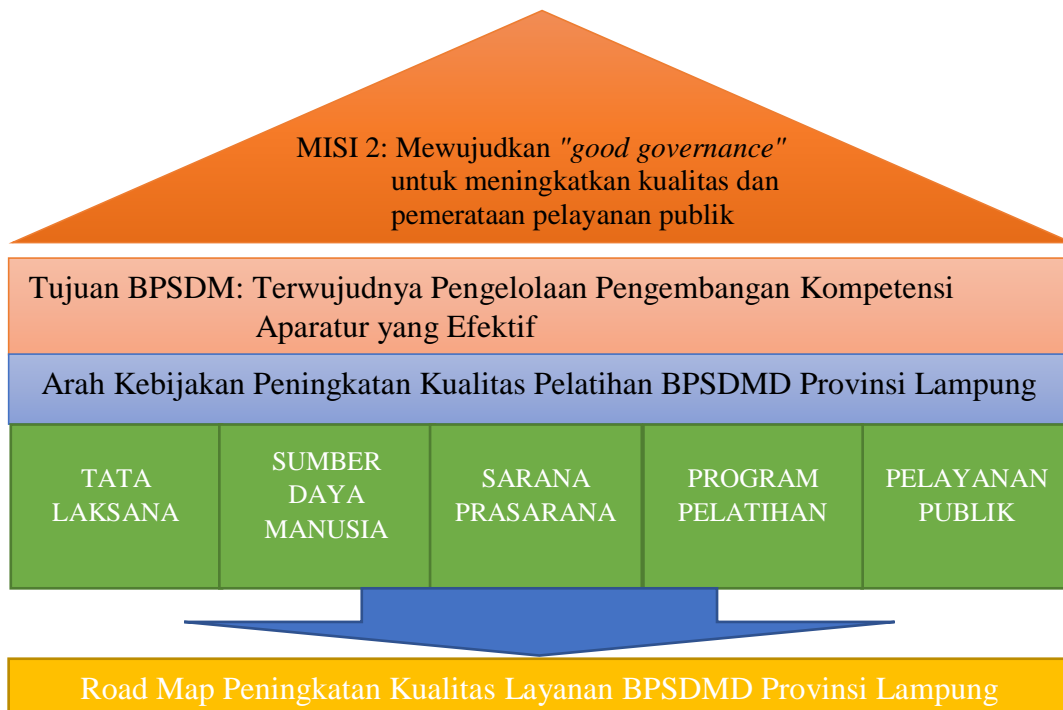 MISI 2: Mewujudkan "good governance"
untuk meningkatkan kualitas dan
pemerataan pelayanan publik
Tujuan BPSDM: Terwujudnya Pengelolaan Pengembangan Kompetensi
Aparatur yang Efektif
Arah Kebijakan Peningkatan Kualitas Pelatihan BPSDMD Provinsi Lampung
TATA
LAKSANA
SUMBER
DAYA
MANUSIA
SARANA
PRASARANA
PROGRAM
PELATIHAN
PELAYANAN
PUBLIK
Road Map Peningkatan Kualitas Layanan BPSDMD Provinsi Lampung